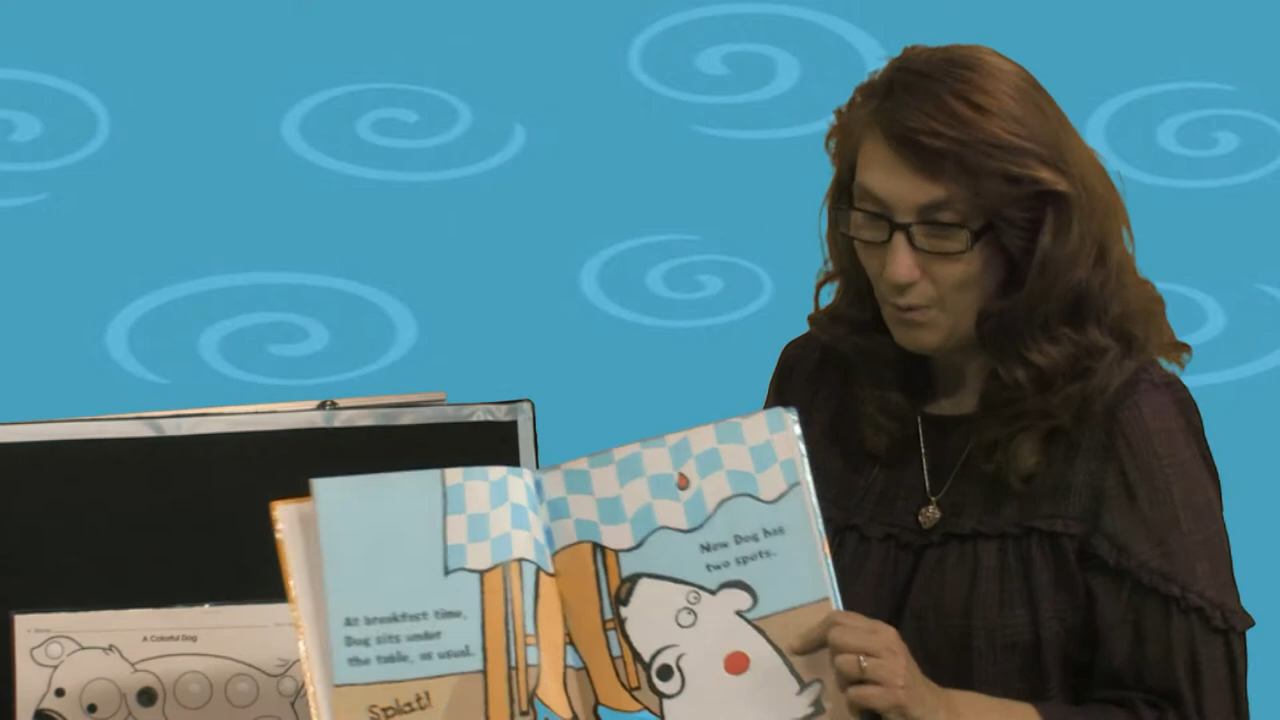 At breakfast time,
Dog sits under
the table, as usual.
Splat!
Now Dog has
two spots.
A Colorful Dog